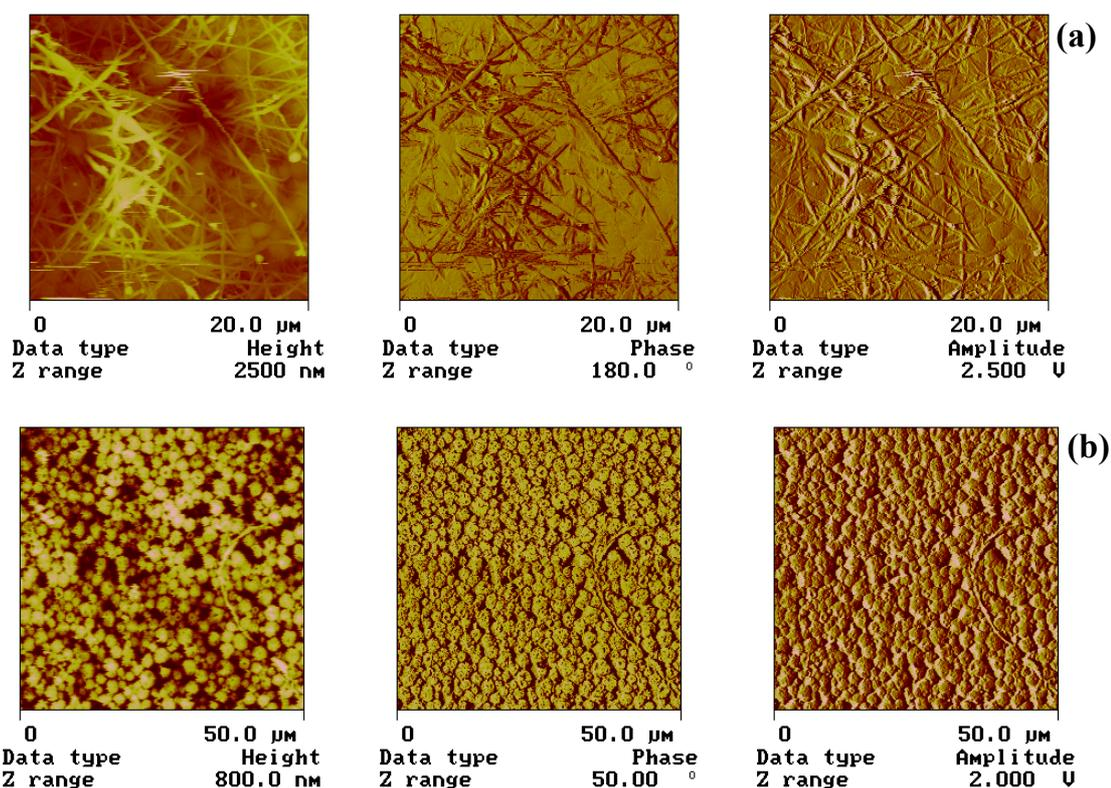 (a)
0 20.0 µm 0 20.0 µm 0 20.0 µm
Data type Height Data type Phase Data type Amplitude
Z range 2500 nm Z range 180.0 ° Z range 2.500 V
(b)
0 50.0 µm 0 50.0 µm 0 50.0 µm
Data type Height Data type Phase Data type Amplitude
Z range 800.0 nm Z range 50.00 ° Z range 2.000 V